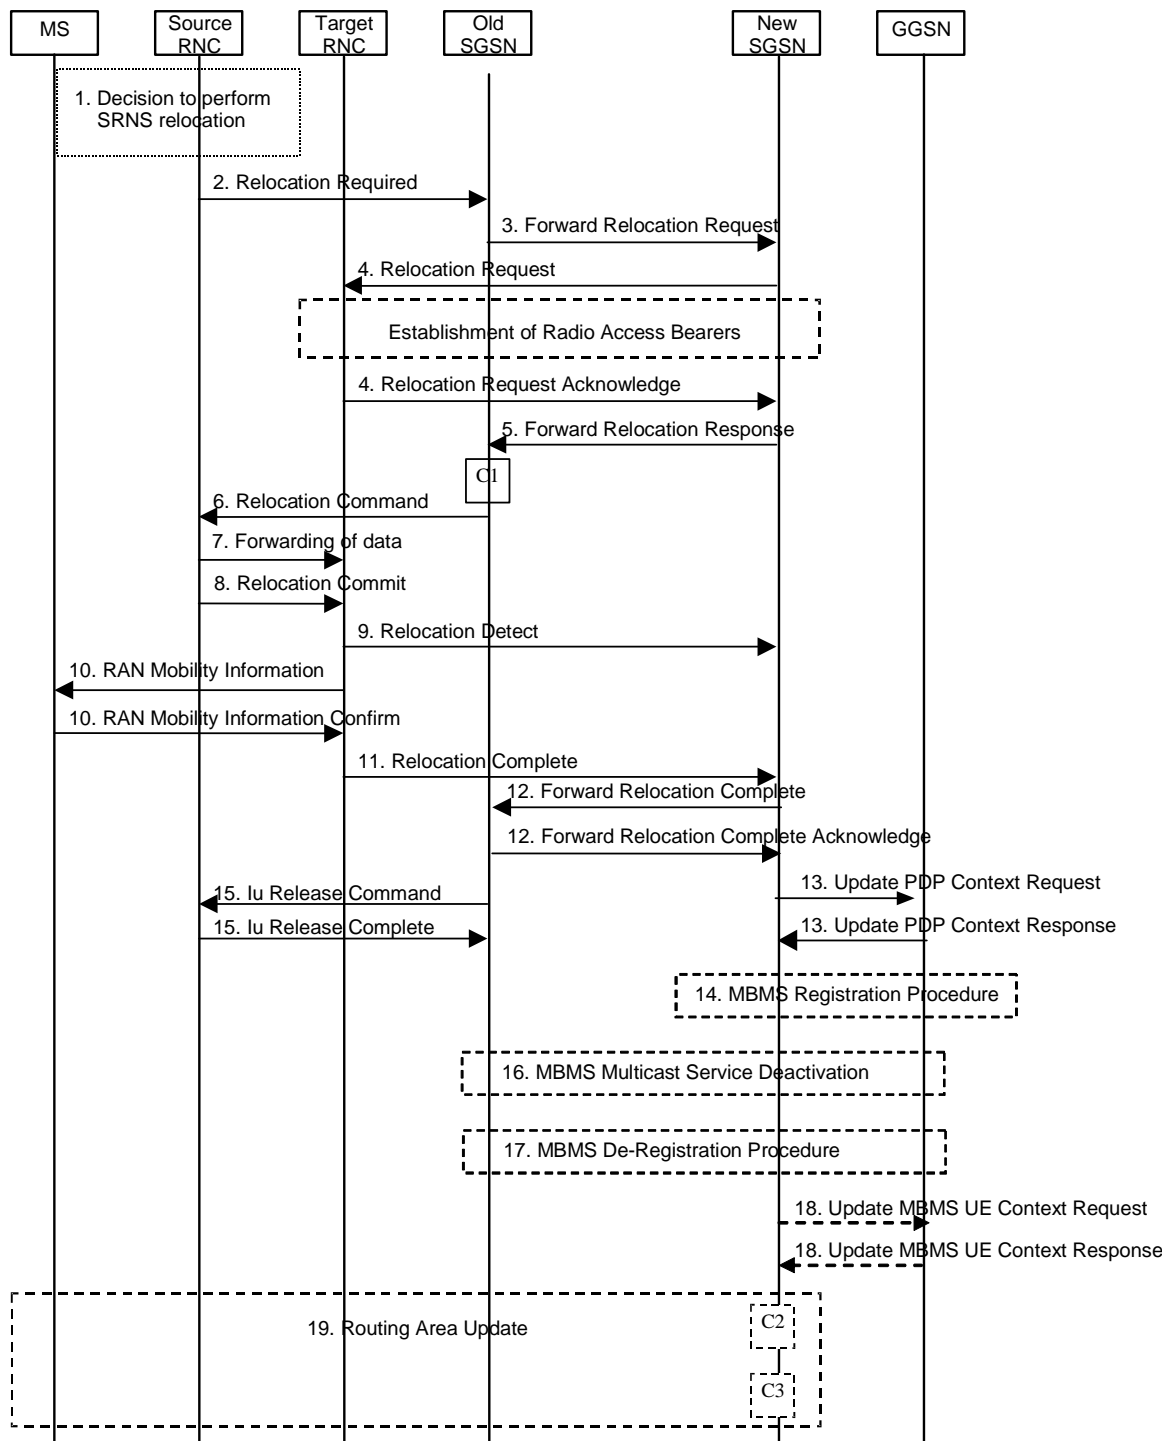 MS
Source
RNC
Target
RNC
Old
SGSN
New
SGSN
GGSN
1. Decision to perform
SRNS relocation
2. Relocation Required
3. Forward Relocation Request
4. Relocation Request
Establishment of Radio Access Bearers
4. Relocation Request Acknowledge
5. Forward Relocation Response
C1
6. Relocation Command
7. Forwarding of data
8. Relocation Commit
9. Relocation Detect
10. RAN Mobility Information
10. RAN Mobility Information Confirm
11. Relocation Complete
12. Forward Relocation Complete
12. Forward Relocation Complete Acknowledge
13. Update PDP Context Request
15. Iu Release Command
13. Update PDP Context Response
15. Iu Release Complete
14. MBMS Registration Procedure
16. MBMS Multicast Service Deactivation
17. MBMS De-Registration Procedure
18. Update MBMS UE Context Request
18. Update MBMS UE Context Response
19. Routing Area Update
C2
C3